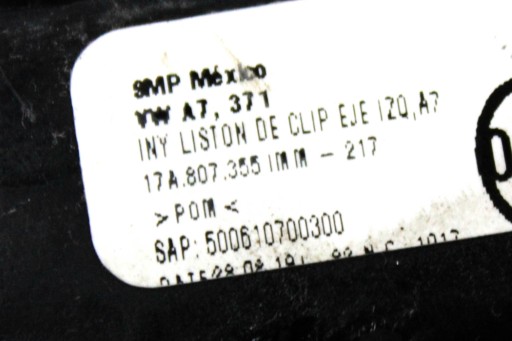 SMP México
VW A7, 371
INY LISTON DE CLIP EJE IZQ,A7
17A.807.355 IMM - 217
>POM<
SAP: 500610700300